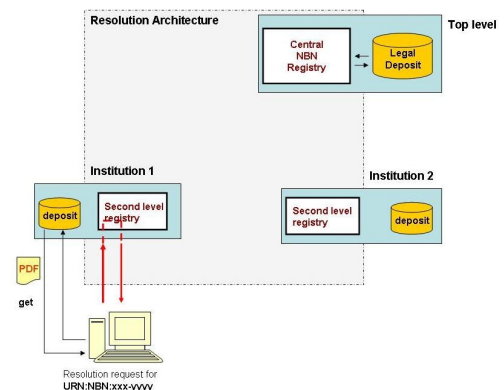 Resolution Architecture
Top level
Central
NBN
Registry
Legal
Deposit
Institution 1
deposit
Second level
registry
Institution 2
Second level
registry
deposit
PDF
get
Resolution request for
URN:NBN:xxx-yyyy